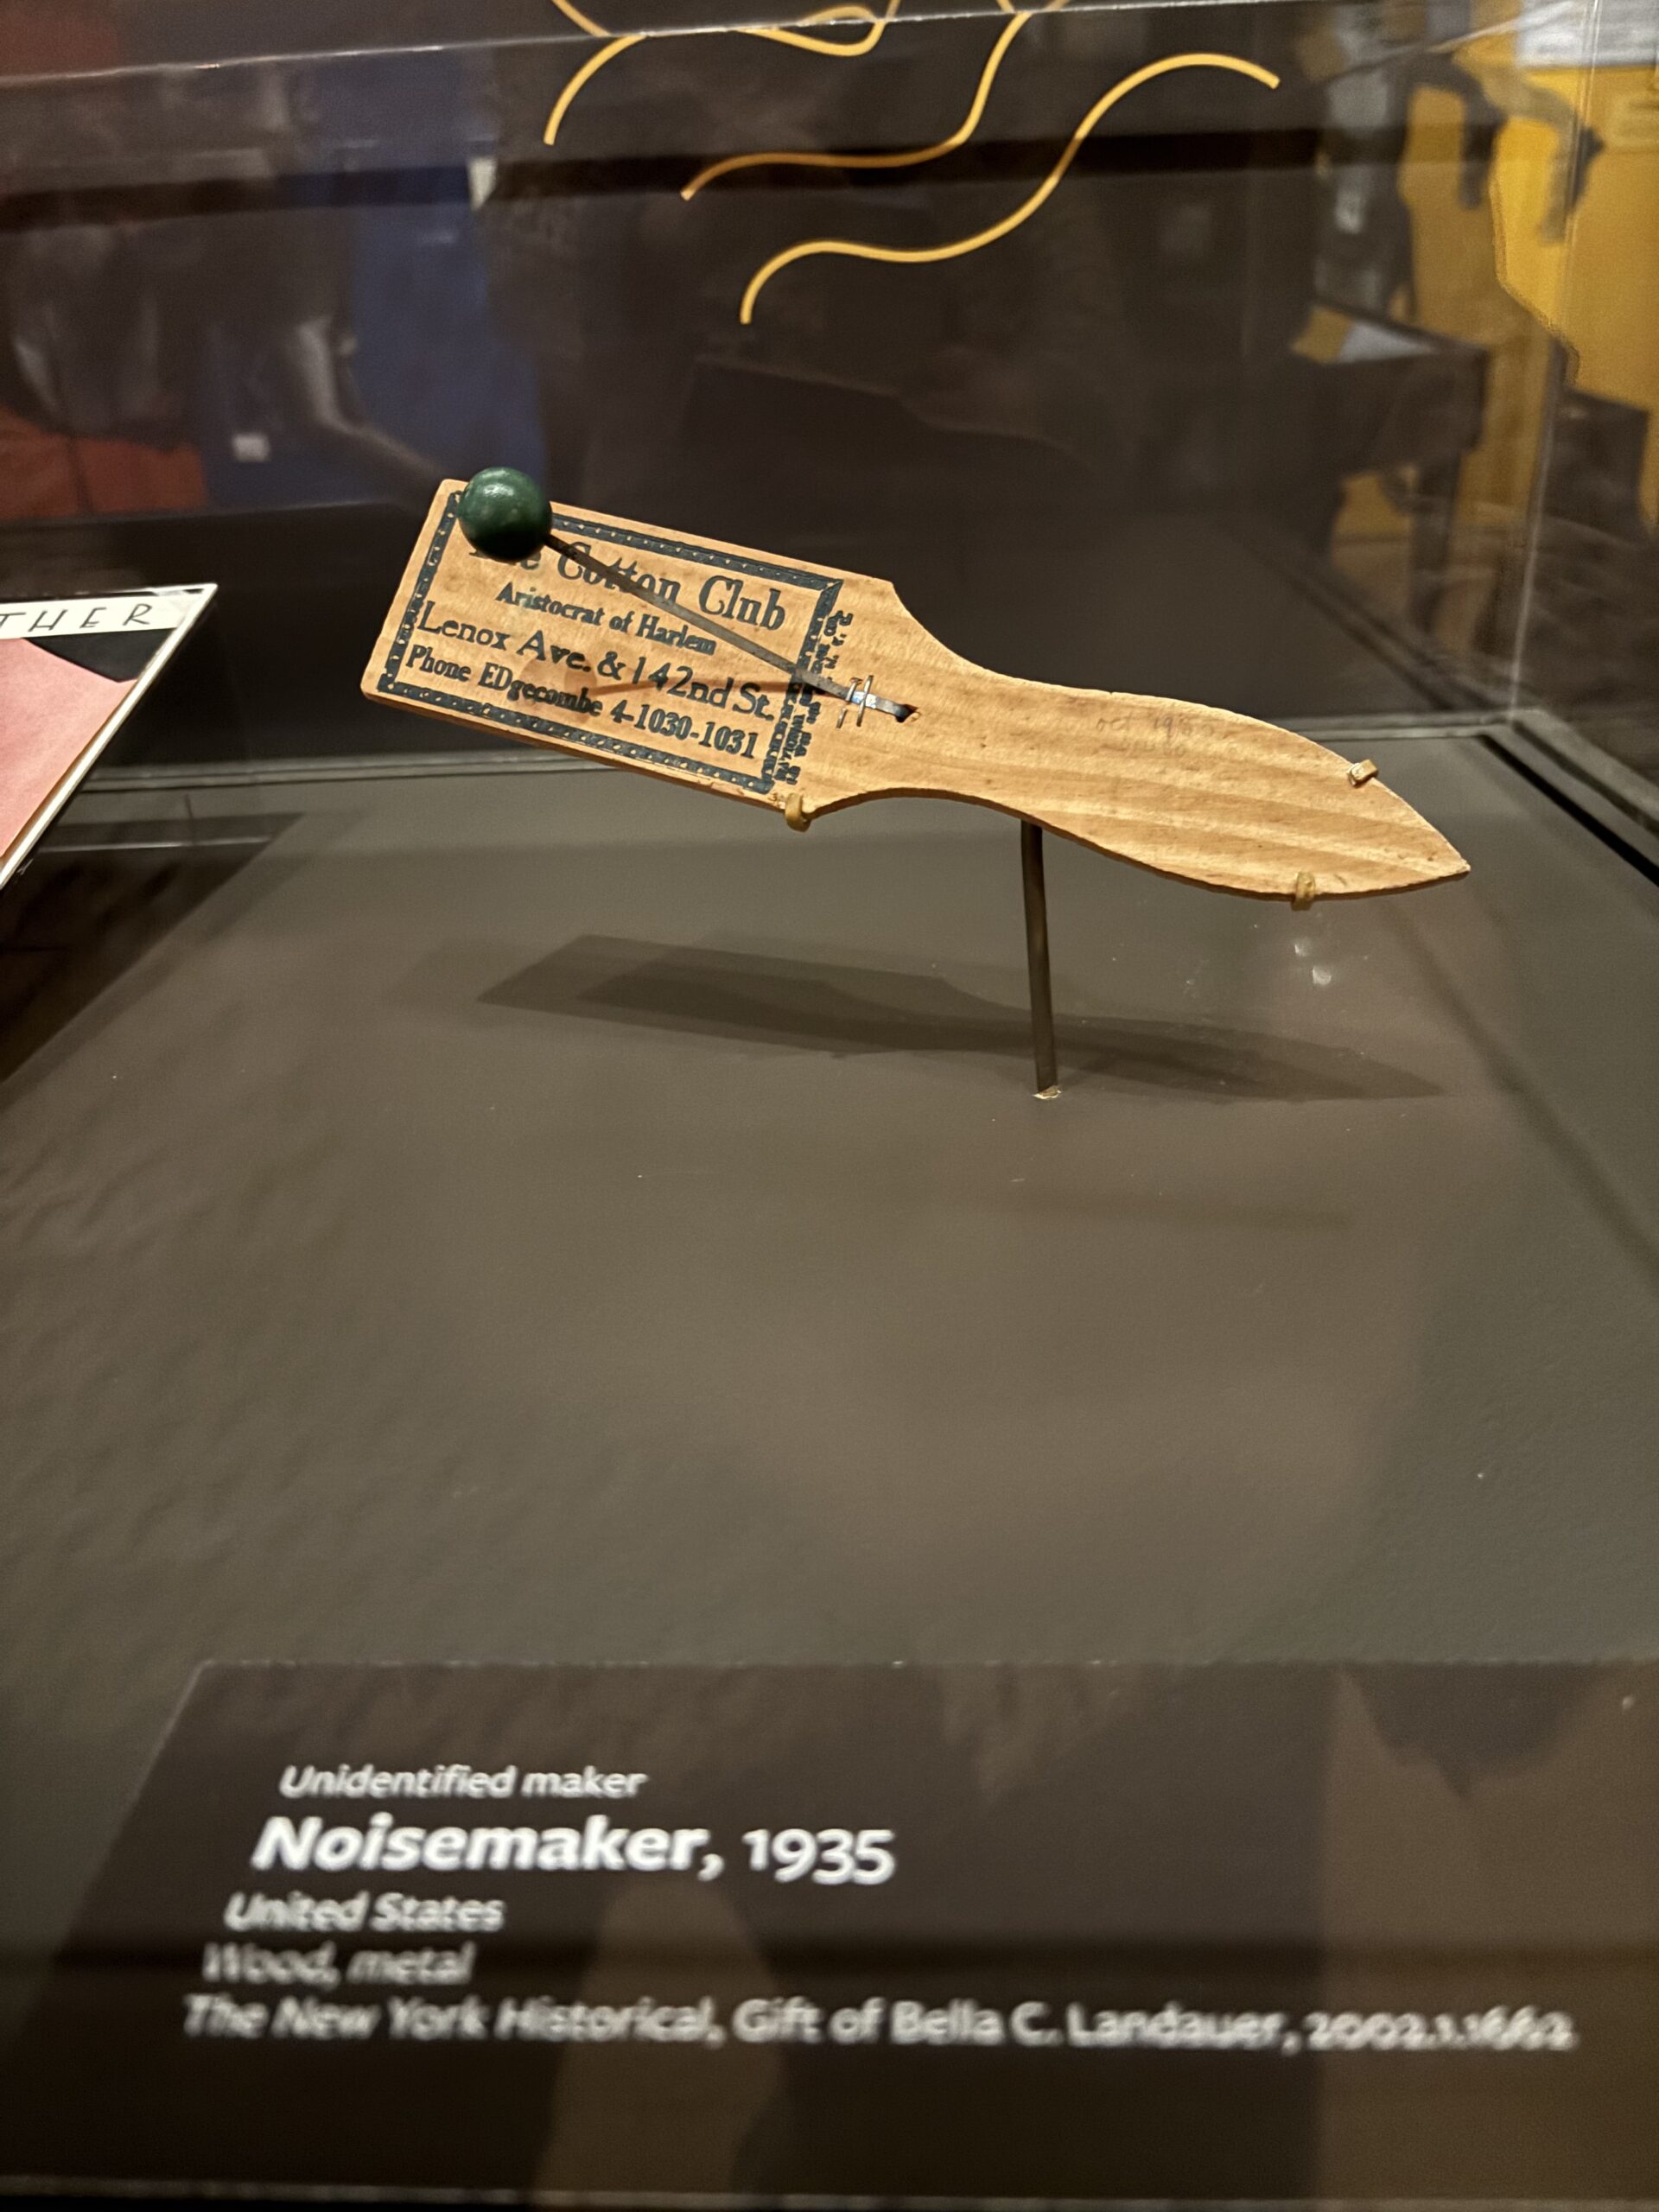 THER
The Cotton Club
Aristocrat of Harlem
Lenox Ave. & 142nd St.
Phone EDgecombe 4-1030-1031
Unidentified maker
Noisemaker, 1935
United States
Wood, metal
The New York Historical, Gift of Bella C. Landauer, 2002.1.1662